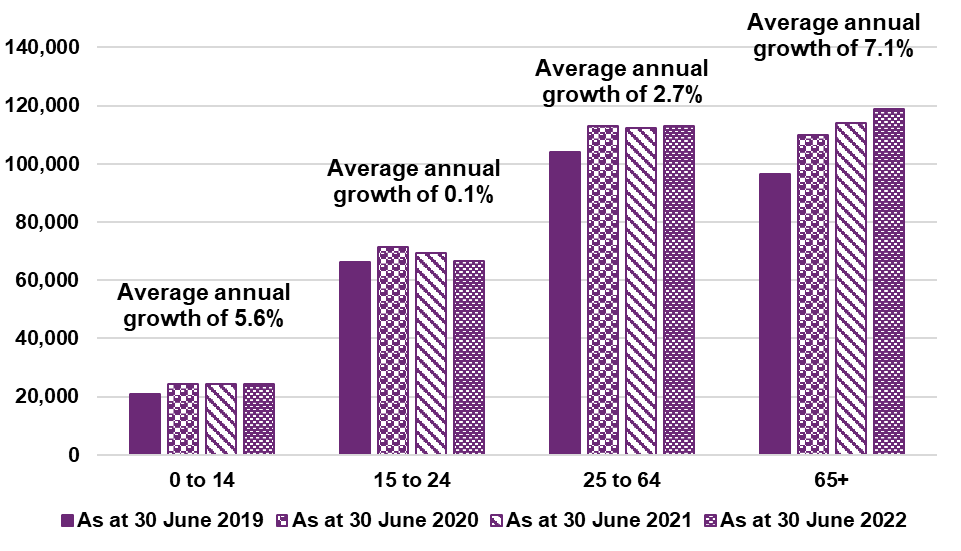 Average annual
growth of 7.1%
140,000
Average annual
growth of 2.7%
120,000
100,000
Average annual
growth of 0.1%
80,000
60,000
Average annual
growth of 5.6%
40,000
20,000
0
0 to 14 15 to 24 25 to 64 65+
As at 30 June 2019 As at 30 June 2020 As at 30 June 2021 As at 30 June 2022